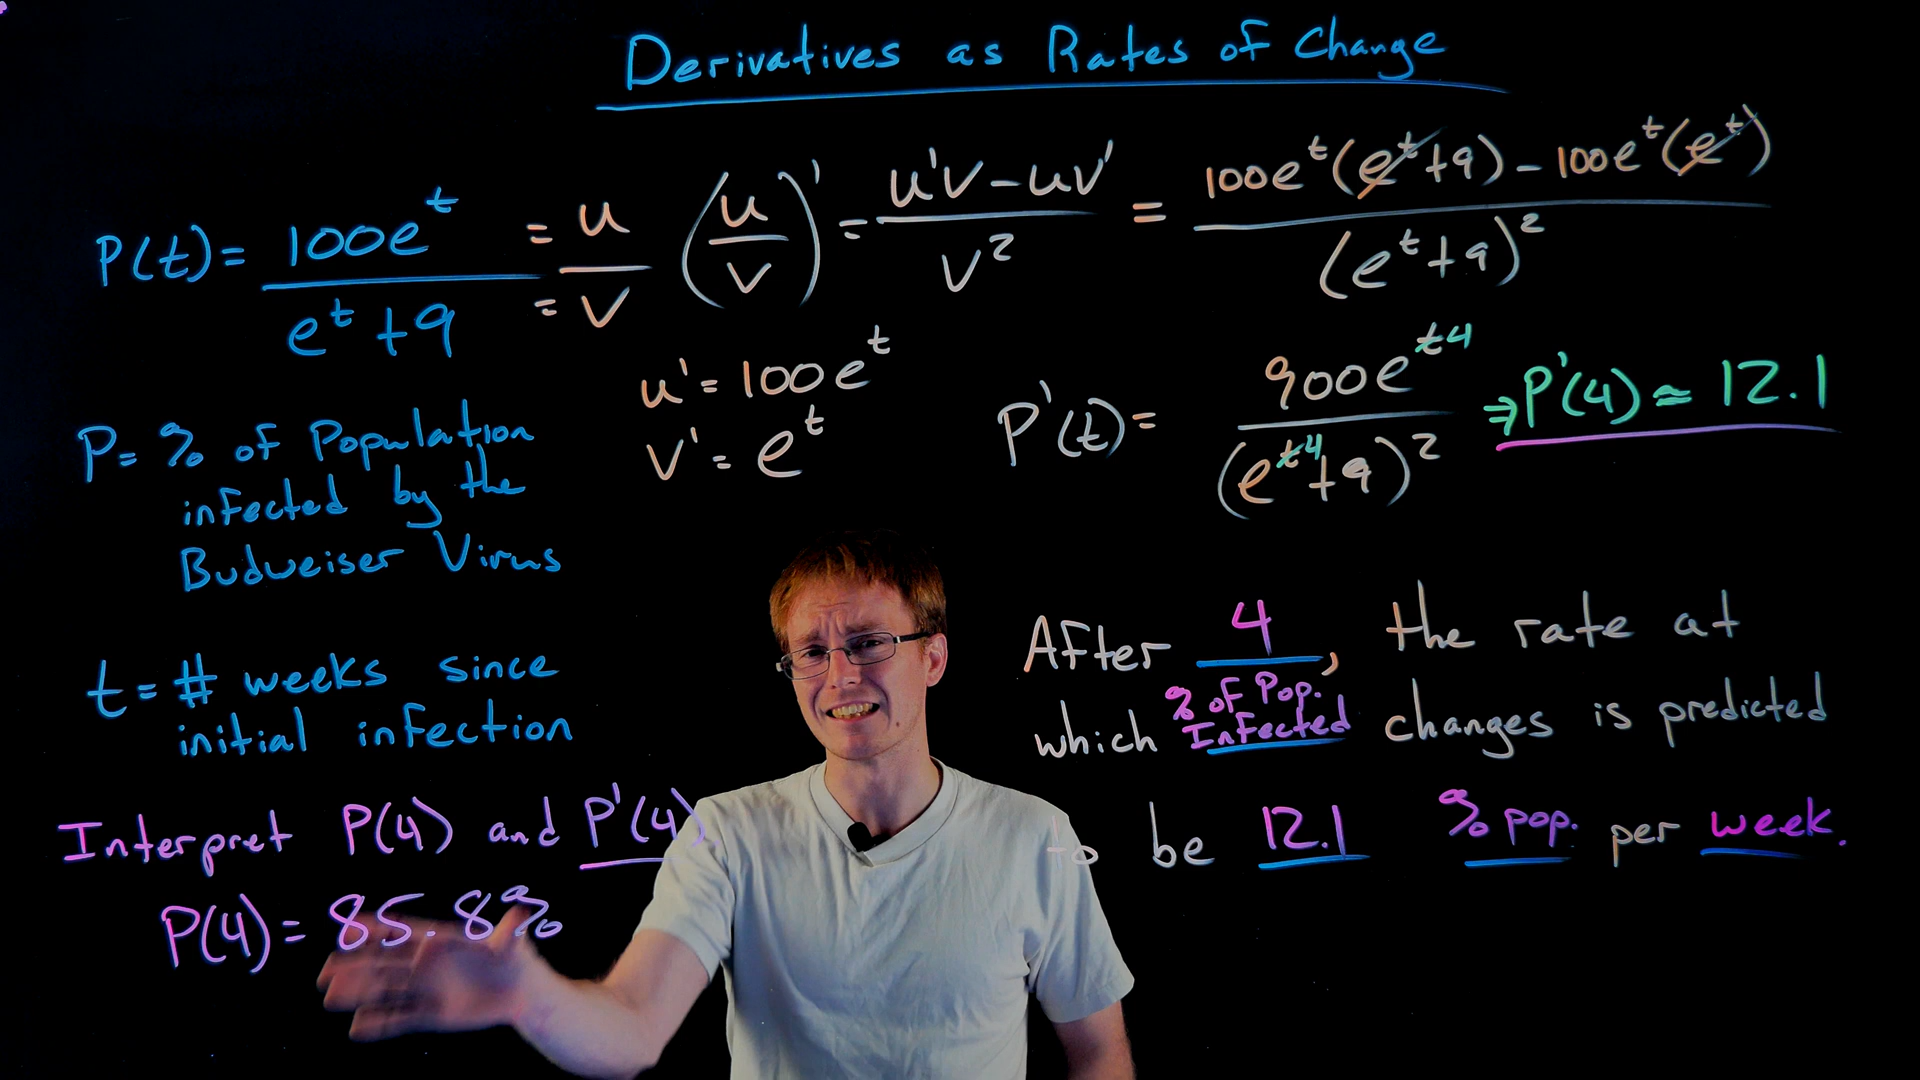 Derivatives as Rates of Change
P(t) = 100e^t / e^t + 9 = u / = v (u/v)' = u'v - uv' / v² = 100e^t(e^t + 9) - 100e^t(e^t) / (e^t + 9)²
u' = 100e^t
v' = e^t
P'(t) = 900e^t4 / (e^t4 + 9)² ⇒ P'(4) ≃ 12.1
P = % of Population
infected by the
Budweiser Virus
t = # weeks since
initial infection
Interpret P(4) and P'(4)
P(4) = 85.8%
After 4, the rate at
which % of Pop. Infected changes is predicted
to be 12.1 % pop. per week.